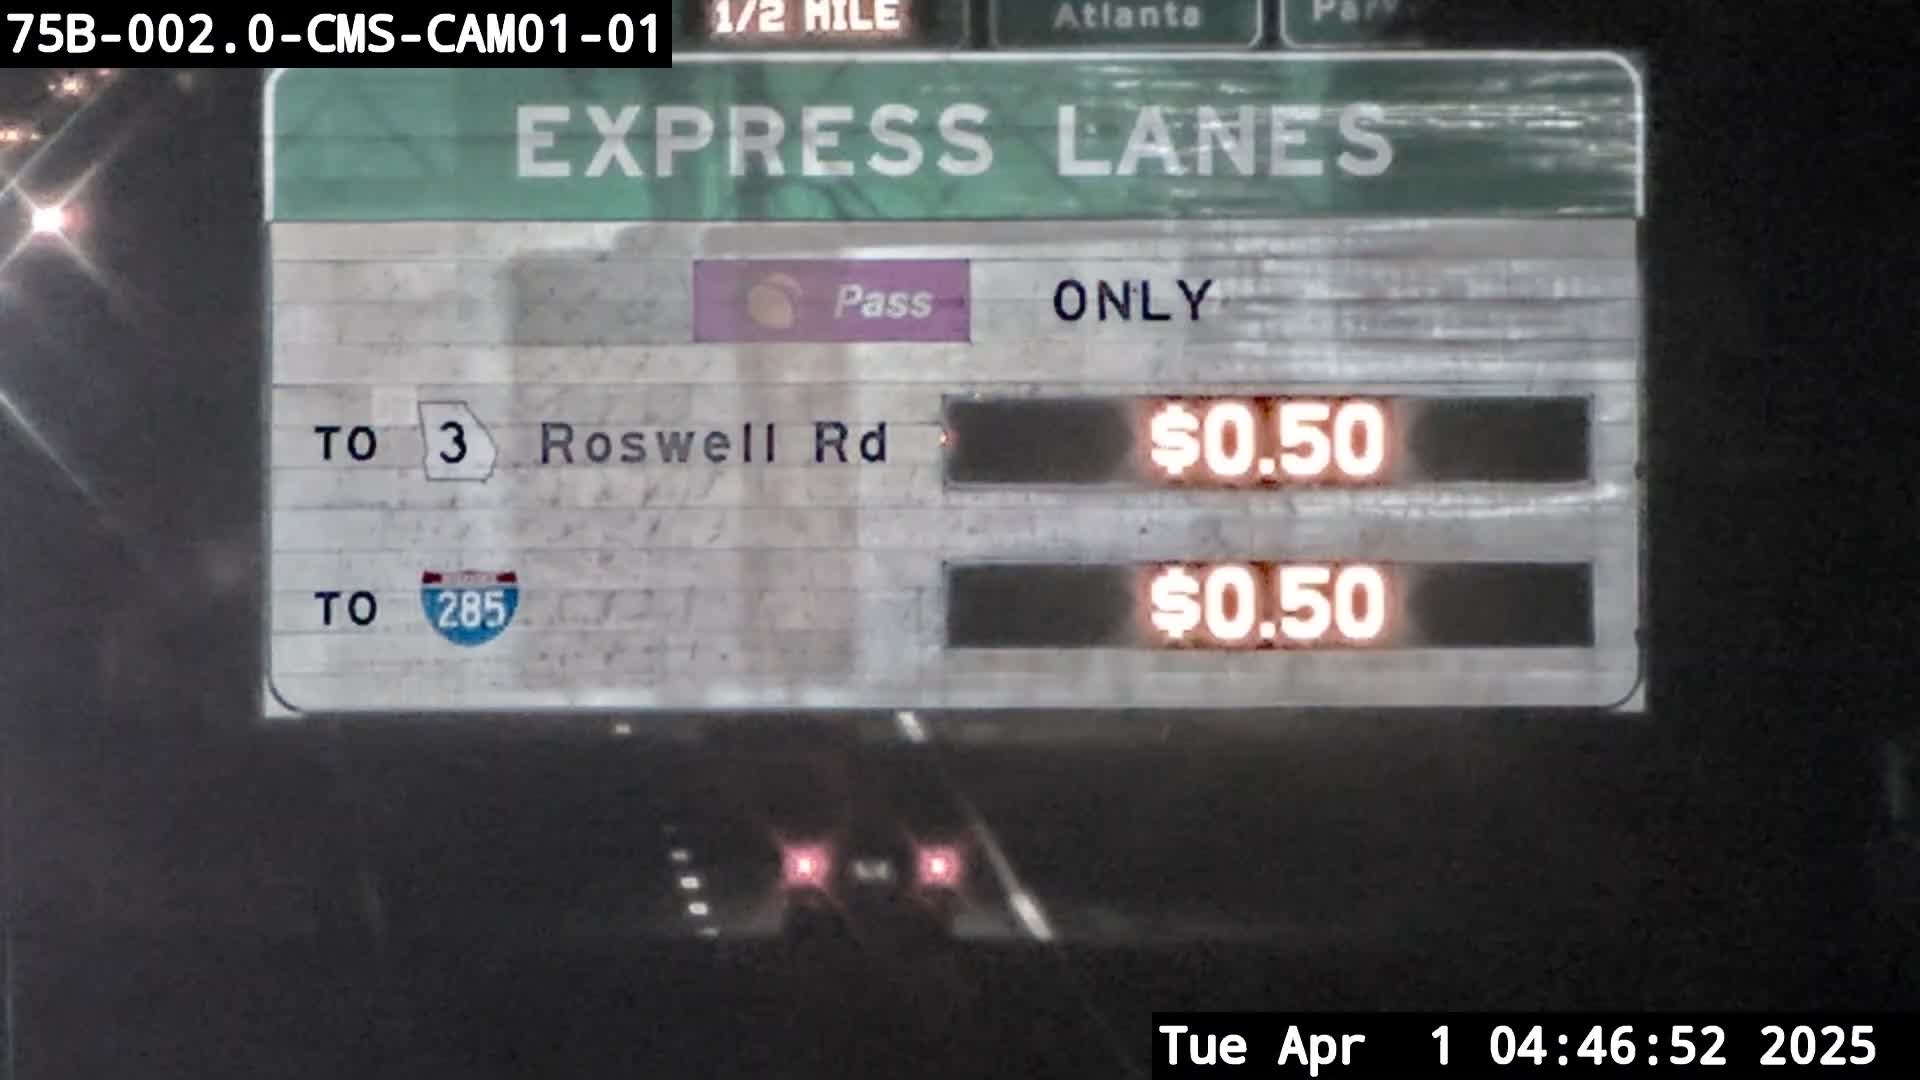 75B-002.0-CMS-CAM01-01
1/2 MILE
Atlanta
EXPRESS LANES
Pass ONLY
TO 3 Roswell Rd $0.50
TO 285 $0.50
Tue Apr 1 04:46:52 2025